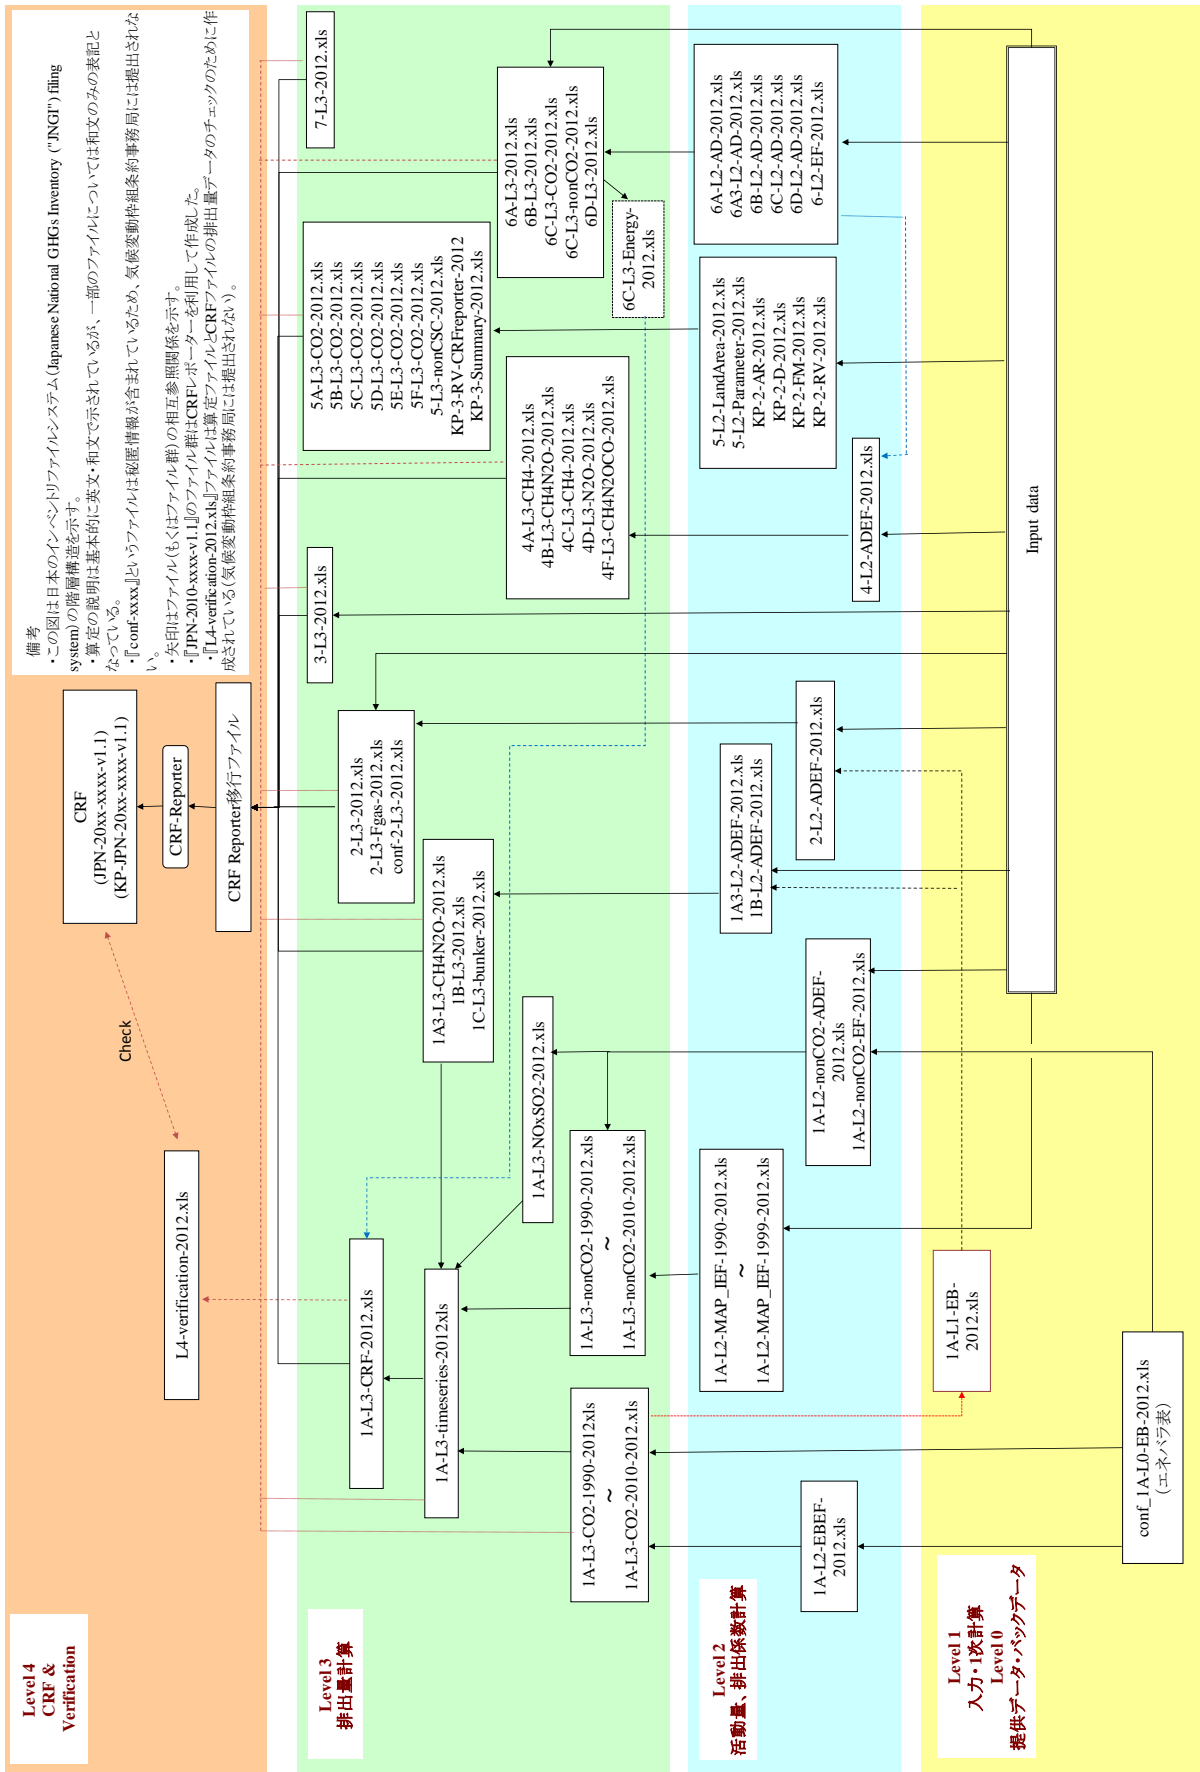 Level 4
CRF &
Verification
L4-verification-2012.xls
Check
CRF
(JPN-20xx-xxxx-v1.1)
(KP-JPN-20xx-xxxx-v1.1)
CRF-Reporter
CRF Reporter移行ファイル
備考
・この図は日本のインベントリファイルシステム(Japanese National GHGs Inventory ("JNGI") filing
system)の階層構造を示す。
・算定の説明は基本的に英文・和文で示されているが、一部のファイルについては和文のみの表記と
なっている。
・『conf-xxxx』というファイルは秘匿情報が含まれているため、気候変動枠組条約事務局には提出されな
い。
・矢印はファイル(もくはファイル群)の相互参照関係を示す。
・『JPN-2010-xxxx-v1.1』のファイル群はCRFレポーターを利用して作成した。
・『L4-verification-2012.xls』ファイルは算定ファイルとCRFファイルの排出量データのチェックのために作
成されている(気候変動枠組条約事務局には提出されない)。
Level 3
排出量計算
1A-L3-CRF-2012.xls
1A-L3-timeseries-2012xls
1A-L3-CO2-1990-2012xls
~
1A-L3-CO2-2010-2012.xls
1A-L3-nonCO2-1990-2012.xls
~
1A-L3-nonCO2-2010-2012.xls
1A-L3-NOxSO2-2012.xls
1A3-L3-CH4N2O-2012.xls
1B-L3-2012.xls
1C-L3-bunker-2012.xls
2-L3-2012.xls
2-L3-Fgas-2012.xls
conf-2-L3-2012.xls
3-L3-2012.xls
4A-L3-CH4-2012.xls
4B-L3-CH4N2O-2012.xls
4C-L3-CH4-2012.xls
4D-L3-N2O-2012.xls
4F-L3-CH4N2OCO-2012.xls
5A-L3-CO2-2012.xls
5B-L3-CO2-2012.xls
5C-L3-CO2-2012.xls
5D-L3-CO2-2012.xls
5E-L3-CO2-2012.xls
5F-L3-CO2-2012.xls
5-L3-nonCSC-2012.xls
KP-3-RV-CRFreporter-2012
KP-3-Summary-2012.xls
6A-L3-2012.xls
6B-L3-2012.xls
6C-L3-CO2-2012.xls
6C-L3-nonCO2-2012.xls
6D-L3-2012.xls
6C-L3-Energy-
2012.xls
7-L3-2012.xls
Level 2
活動量、排出係数計算
1A-L2-EBEF-
2012.xls
1A-L2-MAP_IEF-1990-2012.xls
~
1A-L2-MAP_IEF-1999-2012.xls
1A-L2-nonCO2-ADEF-
2012.xls
1A-L2-nonCO2-EF-2012.xls
1A3-L2-ADEF-2012.xls
1B-L2-ADEF-2012.xls
2-L2-ADEF-2012.xls
4-L2-ADEF-2012.xls
5-L2-LandArea-2012.xls
5-L2-Parameter-2012.xls
KP-2-AR-2012.xls
KP-2-D-2012.xls
KP-2-FM-2012.xls
KP-2-RV-2012.xls
6A-L2-AD-2012.xls
6A3-L2-AD-2012.xls
6B-L2-AD-2012.xls
6C-L2-AD-2012.xls
6D-L2-AD-2012.xls
6-L2-EF-2012.xls
Level 1
入力・1次計算
Level 0
提供データ・バックデータ
1A-L1-EB-
2012.xls
conf_1A-L0-EB-2012.xls
(エネバラ表)
Input data